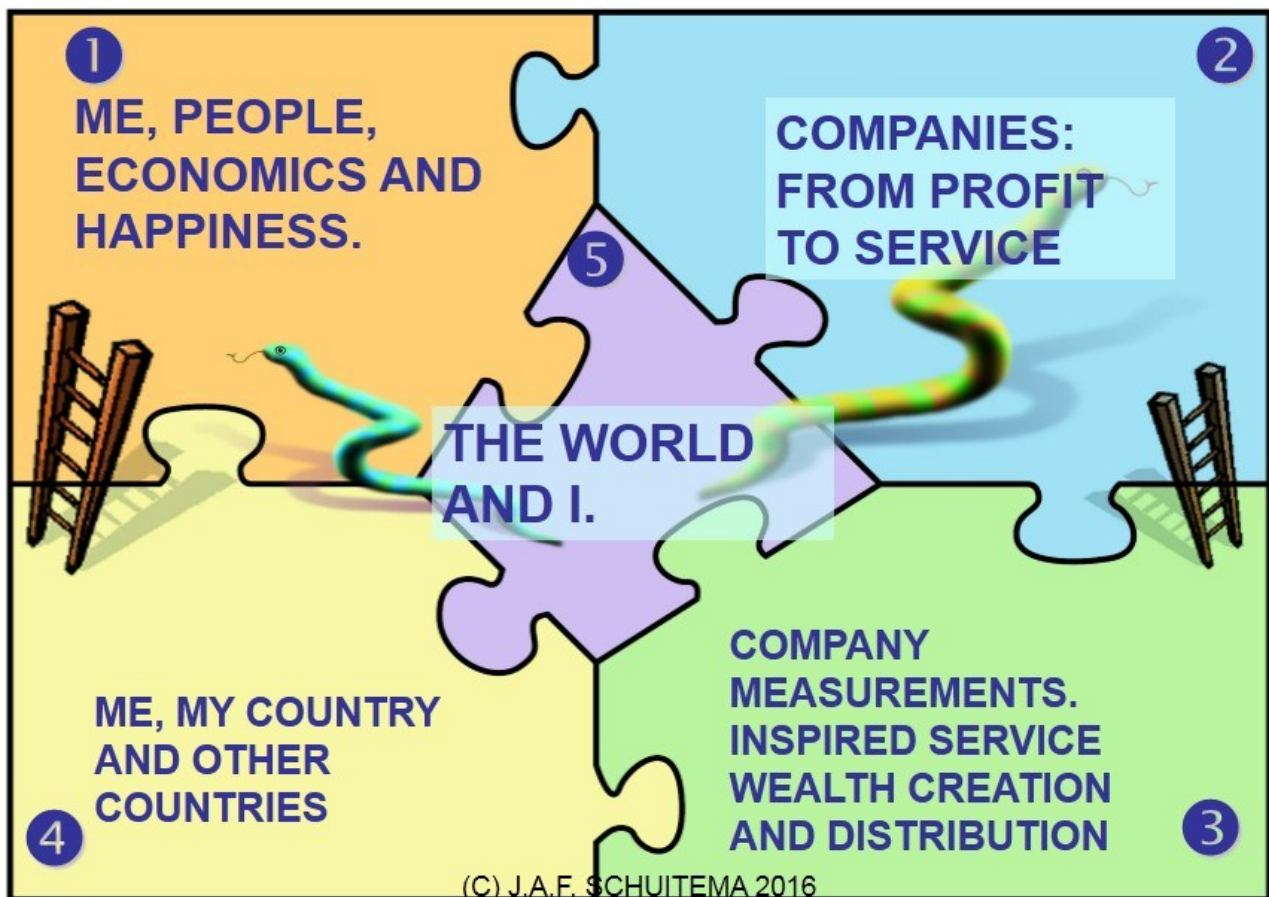 1
ME, PEOPLE,
ECONOMICS AND
HAPPINESS.
2
COMPANIES:
FROM PROFIT
TO SERVICE
5
THE WORLD
AND I.
ME, MY COUNTRY
AND OTHER
COUNTRIES
4
COMPANY
MEASUREMENTS.
INSPIRED SERVICE
WEALTH CREATION
AND DISTRIBUTION
3
(C) J.A.F. SCHUITEMA 2016